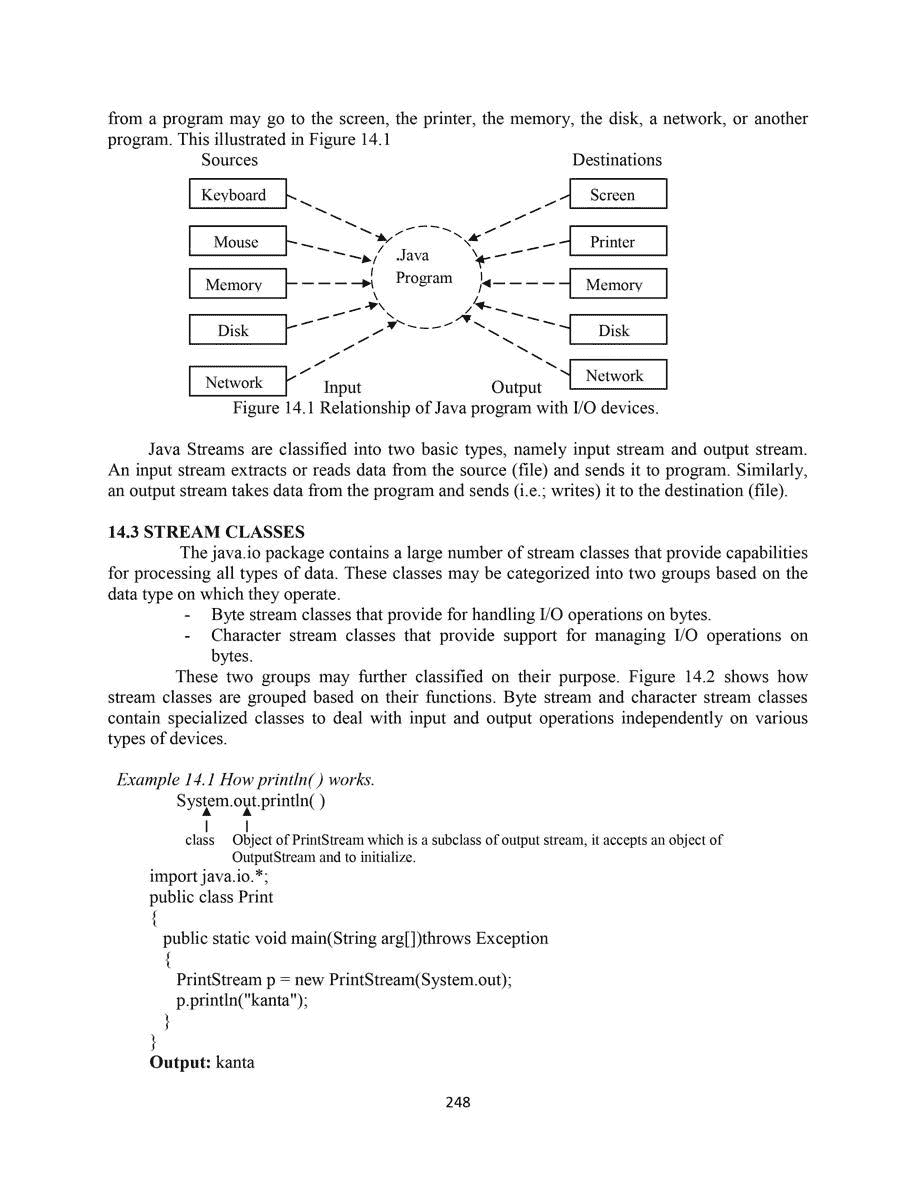 from a program may go to the screen, the printer, the memory, the disk, a network, or another
program. This illustrated in Figure 14.1
Sources Destinations
Keyboard Screen
Mouse Printer
.Java
Program
Memory Memory
Disk Disk
Network Input Output Network
Figure 14.1 Relationship of Java program with I/O devices.
Java Streams are classified into two basic types, namely input stream and output stream.
An input stream extracts or reads data from the source (file) and sends it to program. Similarly,
an output stream takes data from the program and sends (i.e.; writes) it to the destination (file).
14.3 STREAM CLASSES
The java.io package contains a large number of stream classes that provide capabilities
for processing all types of data. These classes may be categorized into two groups based on the
data type on which they operate.
- Byte stream classes that provide for handling I/O operations on bytes.
- Character stream classes that provide support for managing I/O operations on
bytes.
These two groups may further classified on their purpose. Figure 14.2 shows how
stream classes are grouped based on their functions. Byte stream and character stream classes
contain specialized classes to deal with input and output operations independently on various
types of devices.
Example 14.1 How println( ) works.
System.out.println( )
class Object of PrintStream which is a subclass of output stream, it accepts an object of
OutputStream and to initialize.
import java.io.*;
public class Print
{
public static void main(String arg[])throws Exception
{
PrintStream p = new PrintStream(System.out);
p.println("kanta");
}
}
Output: kanta
248